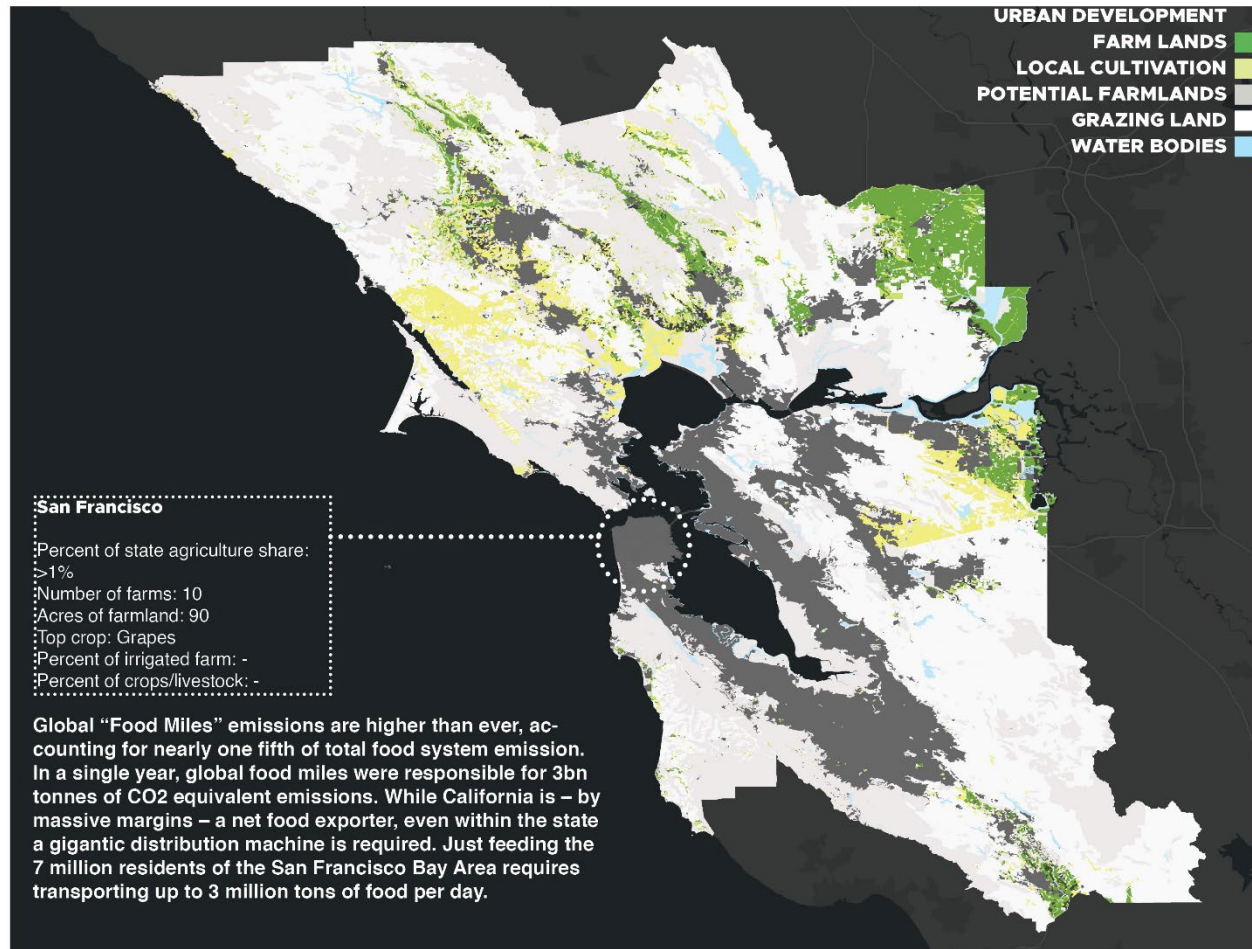 URBAN DEVELOPMENT
FARM LANDS
LOCAL CULTIVATION
POTENTIAL FARMLANDS
GRAZING LAND
WATER BODIES
San Francisco
Percent of state agriculture share:
>1%
Number of farms: 10
Acres of farmland: 90
Top crop: Grapes
Percent of irrigated farm: -
Percent of crops/livestock: -
Global “Food Miles” emissions are higher than ever, ac-
counting for nearly one fifth of total food system emission.
In a single year, global food miles were responsible for 3bn
tonnes of CO2 equivalent emissions. While California is – by
massive margins – a net food exporter, even within the state
a gigantic distribution machine is required. Just feeding the
7 million residents of the San Francisco Bay Area requires
transporting up to 3 million tons of food per day.